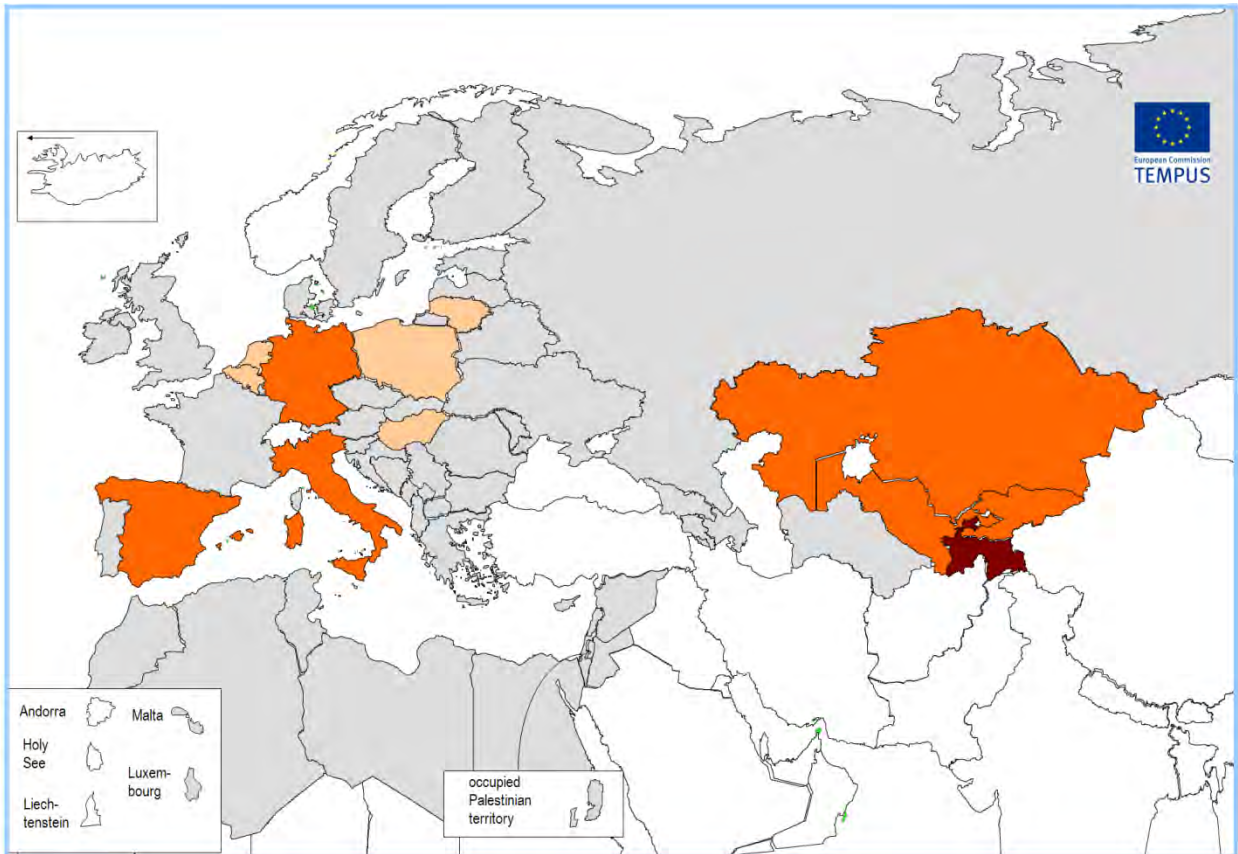 European Commission
TEMPUS
Andorra
Malta
Holy
See
Luxem-
bourg
Liech-
tenstein
occupied
Palestinian
territory